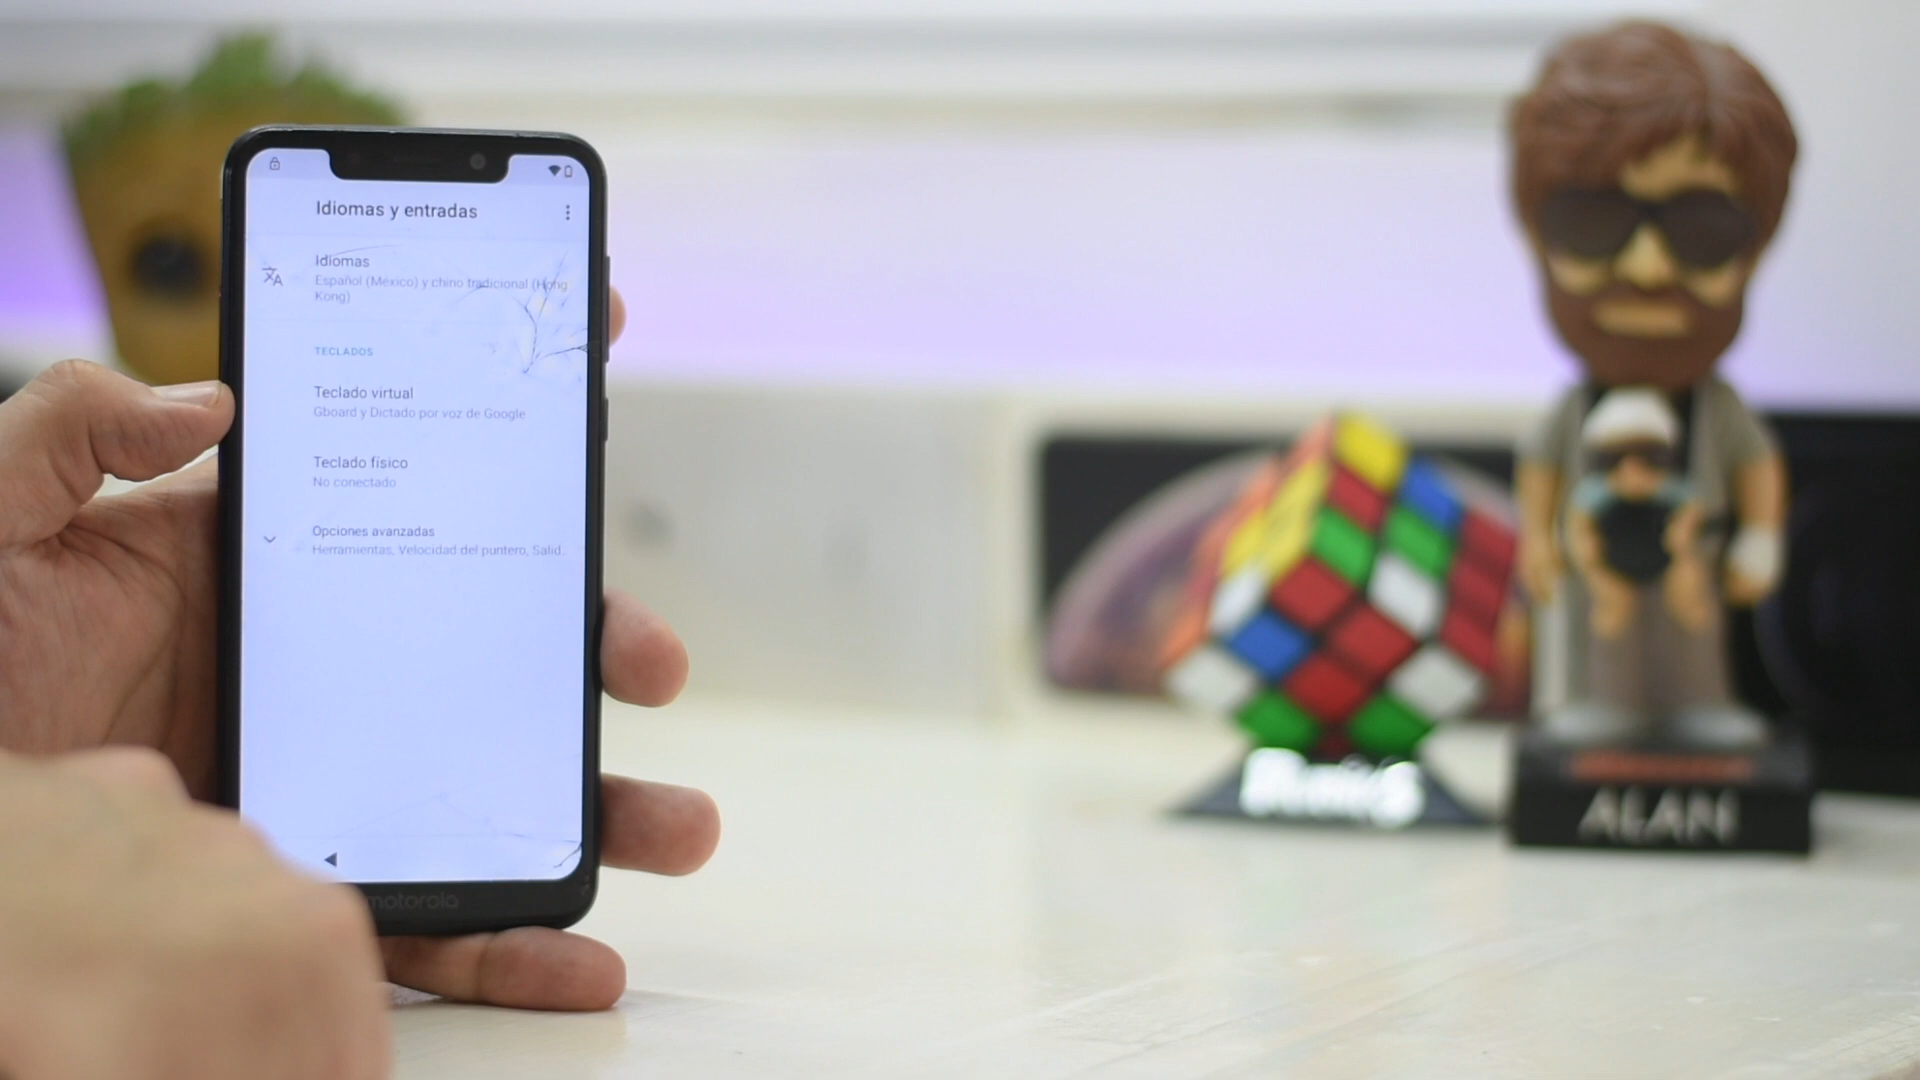 Idiomas y entradas
Idiomas
Español (México) y chino tradicional (Hong
Kong)
TECLADOS
Teclado virtual
Gboard y Dictado por voz de Google
Teclado físico
No conectado
Opciones avanzadas
Herramientas, Velocidad del puntero, Salid.
motorola
Rubik's
ALAN